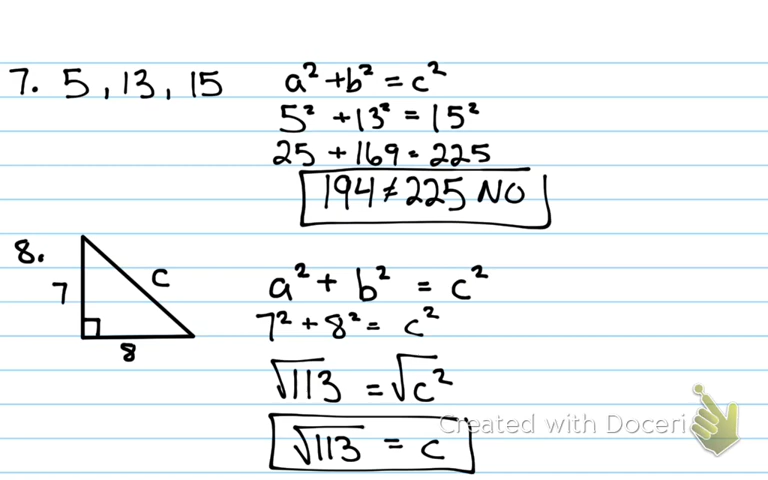 7. 5, 13, 15
a² + b² = c²
5² + 13² = 15²
25 + 169 = 225
194 ≠ 225 NO
8.
7
c
8
a² + b² = c²
7² + 8² = c²
√113 = √c²
√113 = c
Created with Doceri